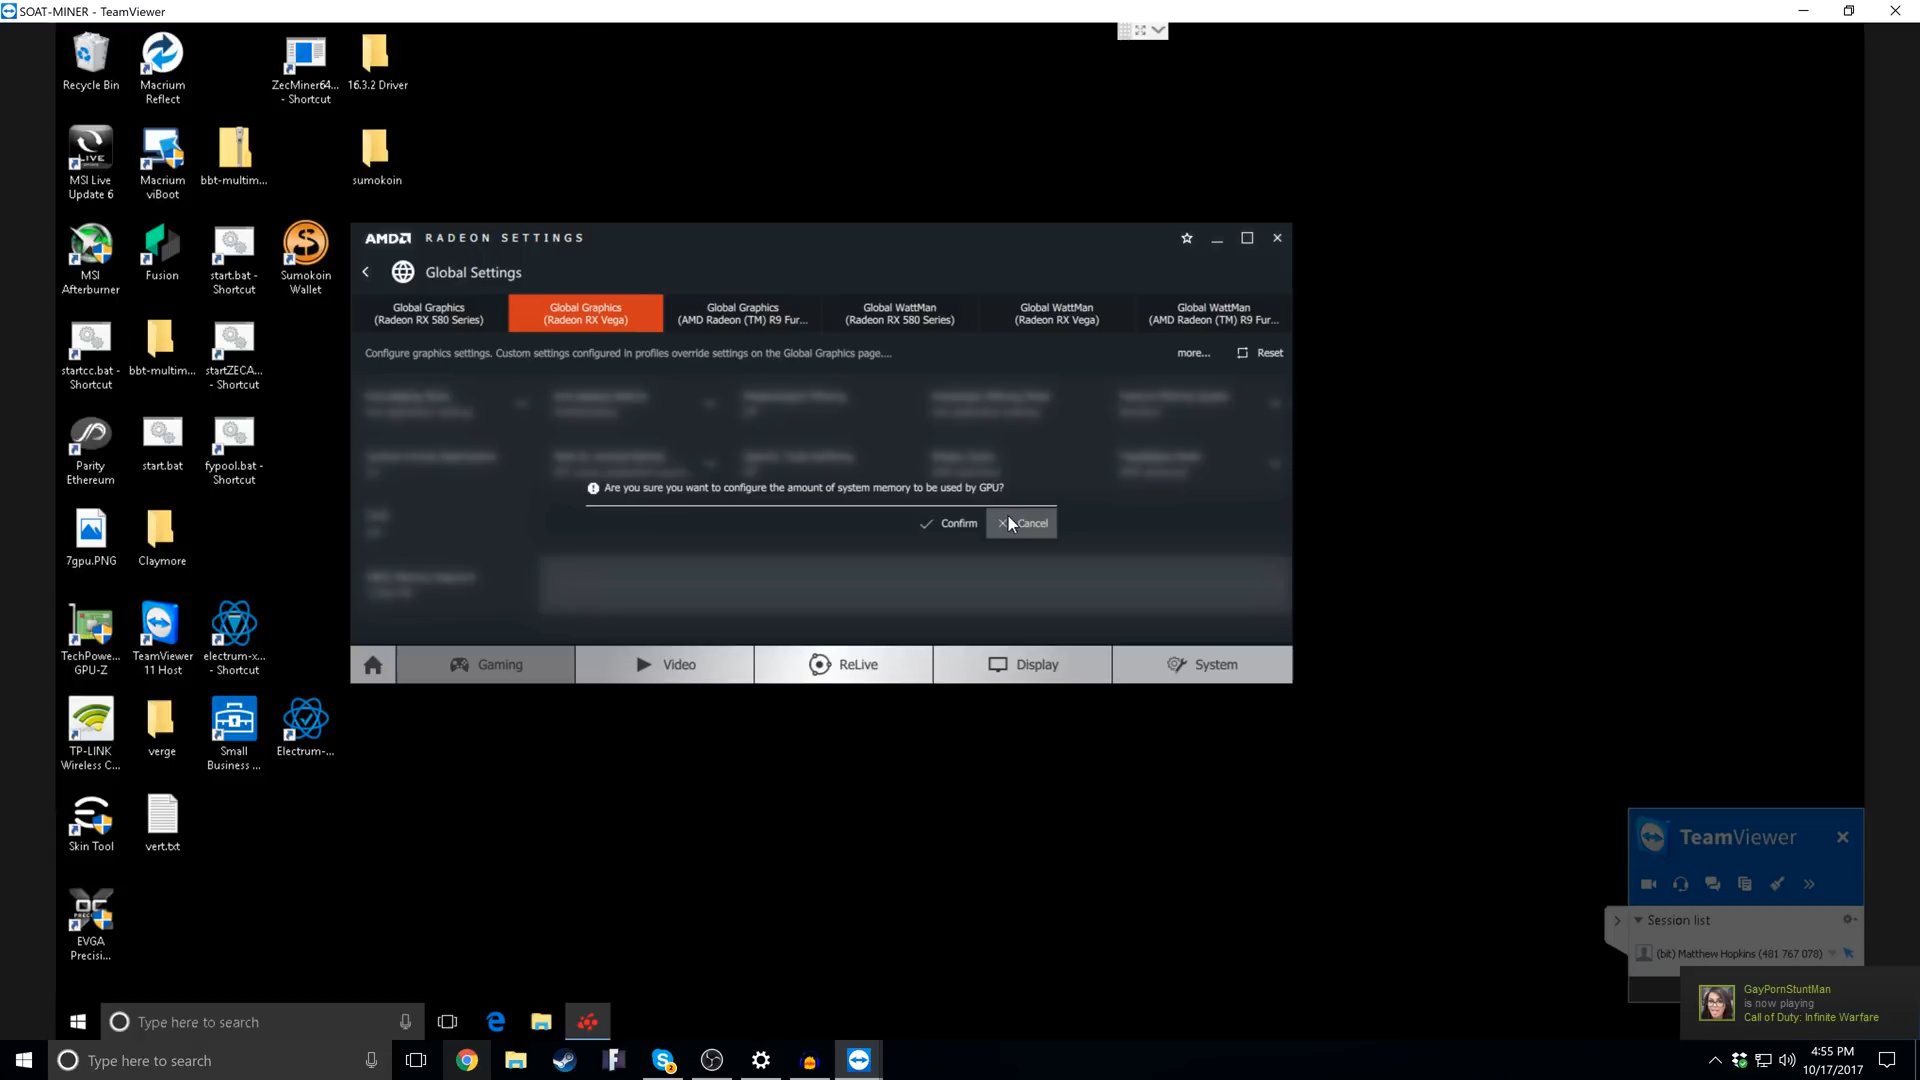 SOAT-MINER - TeamViewer
Recycle Bin
Macrium
Reflect
ZecMiner64...
- Shortcut
16.3.2 Driver
MSI Live
Update 6
Macrium
viBoot
bbt-multim...
sumokoin
MSI
Afterburner
Fusion
start.bat -
Shortcut
Sumokoin
Wallet
startcc.bat -
Shortcut
bbt-multim...
startZECA...
- Shortcut
Parity
Ethereum
start.bat
fypool.bat -
Shortcut
7gpu.PNG
Claymore
TechPowe...
GPU-Z
TeamViewer
11 Host
electrum-x...
- Shortcut
TP-LINK
Wireless C...
verge
Small
Business ...
Electrum-...
Skin Tool
vert.txt
EVGA
Precisi...
AMD RADEON SETTINGS
Global Settings
Global Graphics
(Radeon RX 580 Series)
Global Graphics
(Radeon RX Vega)
Global Graphics
(AMD Radeon (TM) R9 Fur...
Global WattMan
(Radeon RX 580 Series)
Global WattMan
(Radeon RX Vega)
Global WattMan
(AMD Radeon (TM) R9 Fur...
Configure graphics settings. Custom settings configured in profiles override settings on the Global Graphics page....
more...
Reset
Are you sure you want to configure the amount of system memory to be used by GPU?
Confirm
Cancel
Gaming
Video
ReLive
Display
System
TeamViewer
Session list
(bit) Matthew Hopkins (481 767 078)
GayPornStuntMan
is now playing
Call of Duty: Infinite Warfare
Type here to search
Type here to search
4:55 PM
10/17/2017